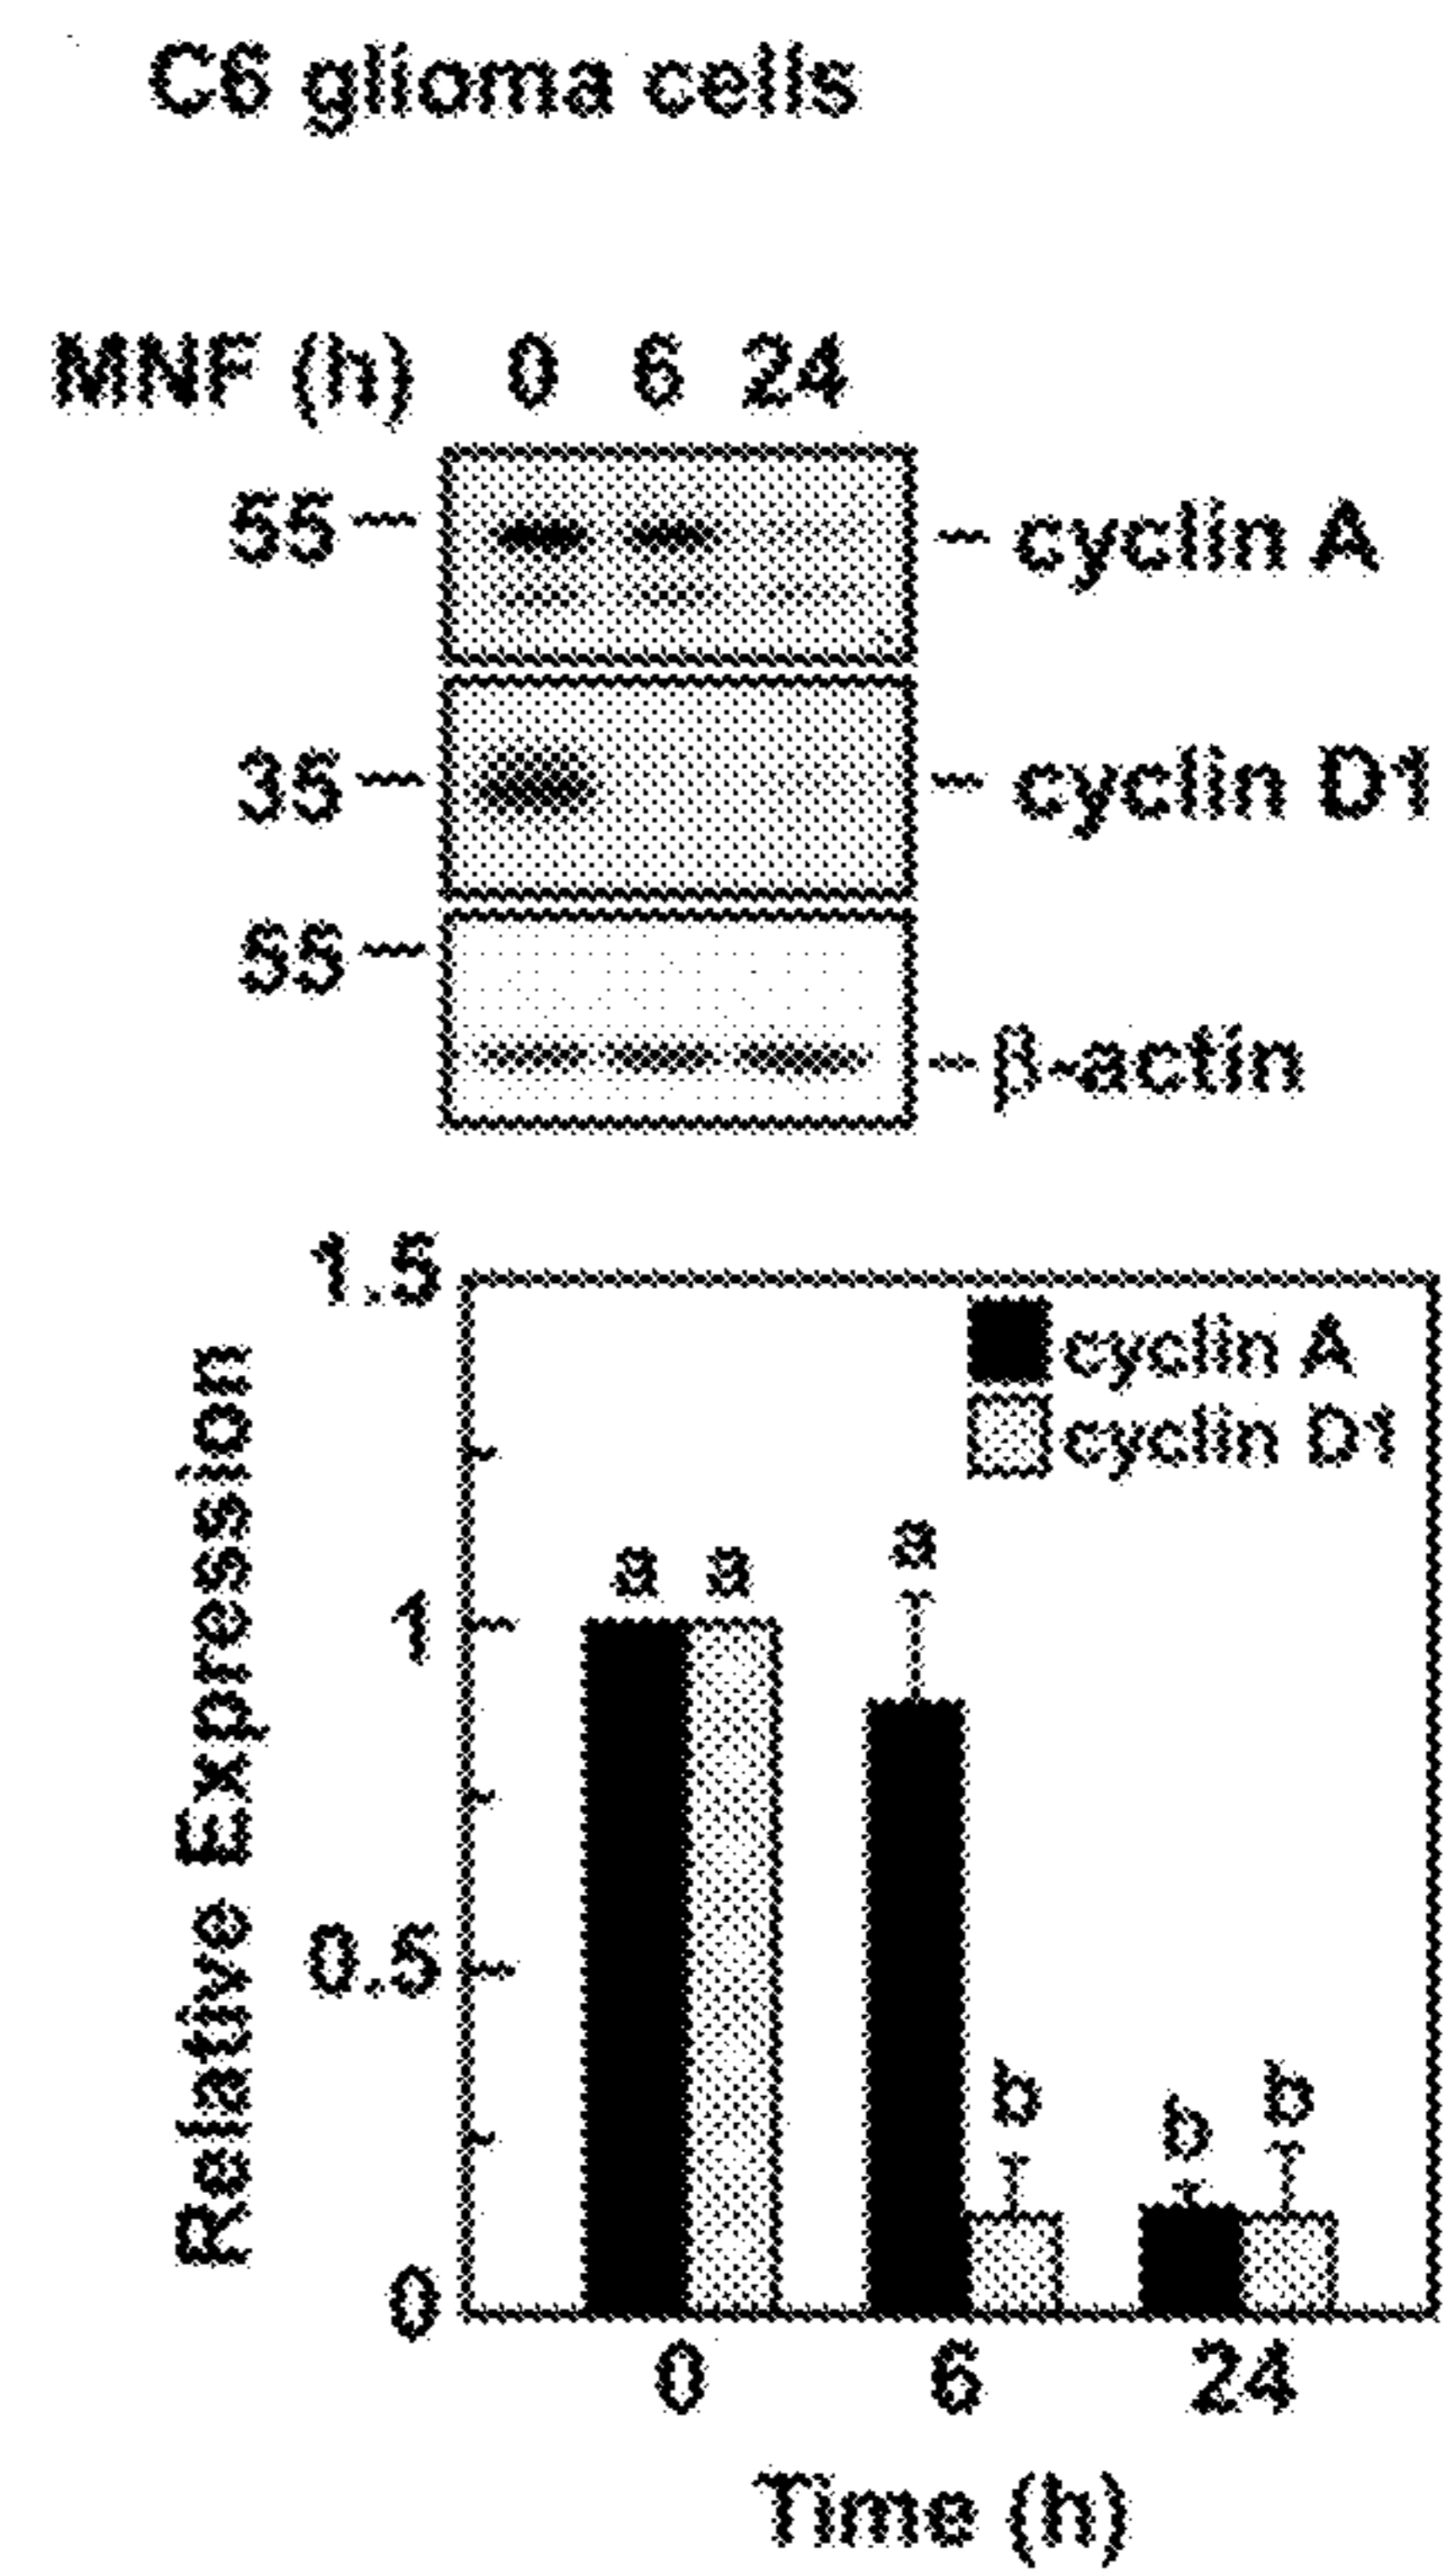 C6 glioma cells
MNF (h) 0 6 24
55 cyclin A
35 cyclin D1
55
β-actin
1.5
cyclin A
cyclin D1
a a a
1
Relative Expression
0.5
b b b
0
0 6 24
Time (h)